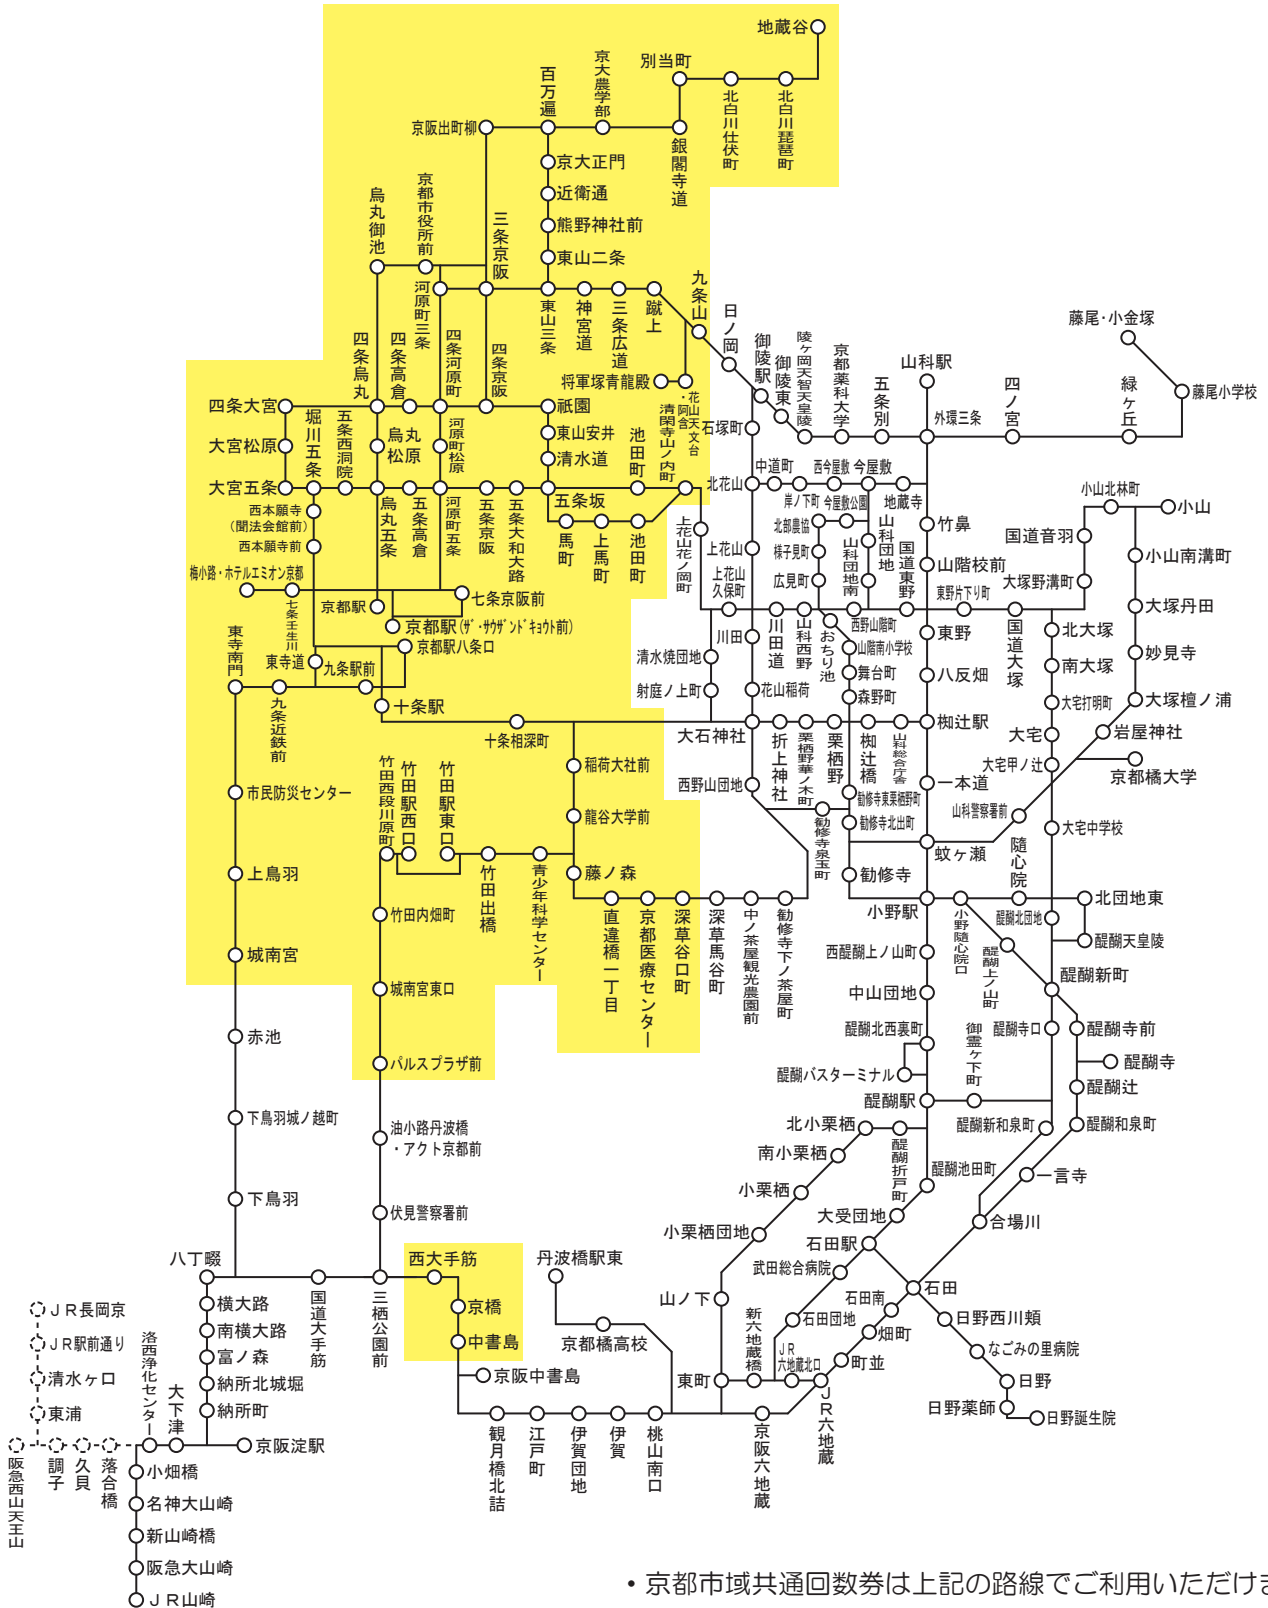 地蔵谷
別当町
京大農学部
百万遍
北白川仕伏町
北白川琵琶町
京阪出町柳
銀閣寺道
京大正門
近衛通
熊野神社前
東山二条
烏丸御池
京都市役所前
三条京阪
河原町三条
東山三条
神宮道
三条広道
蹴上
九条山
日ノ岡
御陵駅
御陵東
陵ヶ岡天智天皇陵
京都薬科大学
五条別
山科駅
外環三条
四ノ宮
緑ヶ丘
藤尾・小金塚
藤尾小学校
四条烏丸
四条高倉
四条河原町
四条京阪
将軍塚青龍殿
花山天文台
・阿含
清閑寺山ノ内町
四条大宮
祇園
大宮松原
堀川五条
五条西洞院
烏丸
松原
河原町松原
東山安井
清水道
池田町
石塚町
大宮五条
西本願寺
(聞法会館前)
西本願寺前
烏丸五条
五条高倉
河原町五条
五条京阪
五条大和大路
五条坂
馬町
上馬町
池田町
上花山花ノ岡町
北花山
中道町
西今屋敷
今屋敷
岸ノ下町
今屋敷公園
地蔵寺
小山北林町
小山
北部農協
様子見町
広見町
山科団地
山科団地南
国道東野
竹鼻
山階校前
東野片下り町
国道音羽
大塚野溝町
小山南溝町
大塚丹田
妙見寺
大塚檀ノ浦
岩屋神社
京都橘大学
上花山
上花山
久保町
梅小路・ホテルエミオン京都
七条壬生川
京都駅
七条京阪前
京都駅(ザ・サウザンドキョウト前)
京都駅八条口
東寺南門
東寺道
九条駅前
九条近鉄前
十条駅
十条相深町
清水焼団地
射庭ノ上町
川田
花山稲荷
川田道
山科西野
おちり池
西野山階町
山階南小学校
舞台町
森野町
東野
八反畑
国道大塚
北大塚
南大塚
大宅打明町
大宅
大宅甲ノ辻
大宅中学校
大石神社
折上神社
栗栖野華ノ木町
栗栖野
椥辻橋
山科総合庁舎
椥辻駅
一本道
山科警察署前
西野山団地
勧修寺泉玉町
勧修寺東栗栖野町
勧修寺北出町
勧修寺
蚊ヶ瀬
稲荷大社前
龍谷大学前
藤ノ森
市民防災センター
竹田西段川原町
竹田駅西口
竹田駅東口
竹田出橋
青少年科学センター
上鳥羽
竹田内畑町
直違橋一丁目
京都医療センター
深草谷口町
深草馬谷町
中ノ茶屋観光農園前
勧修寺下ノ茶屋町
小野駅
小野随心院口
随心院
北団地東
醍醐北団地
醍醐天皇陵
醍醐上ノ山町
醍醐新町
西醍醐上ノ山町
中山団地
城南宮
城南宮東口
醍醐北西裏町
醍醐バスターミナル
御霊ヶ下町
醍醐寺口
醍醐寺前
醍醐寺
醍醐辻
赤池
パルスプラザ前
醍醐駅
北小栗栖
醍醐折戸町
醍醐新和泉町
醍醐和泉町
下鳥羽城ノ越町
油小路丹波橋
・アクト京都前
南小栗栖
小栗栖
小栗栖団地
醍醐池田町
一言寺
下鳥羽
伏見警察署前
大受団地
石田駅
武田総合病院
合場川
八丁畷
西大手筋
丹波橋駅東
山ノ下
石田南
石田
石田団地
畑町
日野西川頬
横大路
南横大路
富ノ森
納所北城堀
納所町
国道大手筋
三栖公園前
京橋
中書島
京阪中書島
京都橘高校
新六地蔵橋
JR
六地蔵北口
町並
なごみの里病院
日野
日野薬師
日野誕生院
東町
JR六地蔵
JR長岡京
JR駅前通り
清水ヶ口
東浦
洛西浄化センター
大下津
京阪淀駅
阪急西山天王山
調子
久貝
落合橋
小畑橋
名神大山崎
新山崎橋
阪急大山崎
JR山崎
観月橋北詰
江戸町
伊賀団地
伊賀
桃山南口
京阪六地蔵
・京都市域共通回数券は上記の路線でご利用いただけま